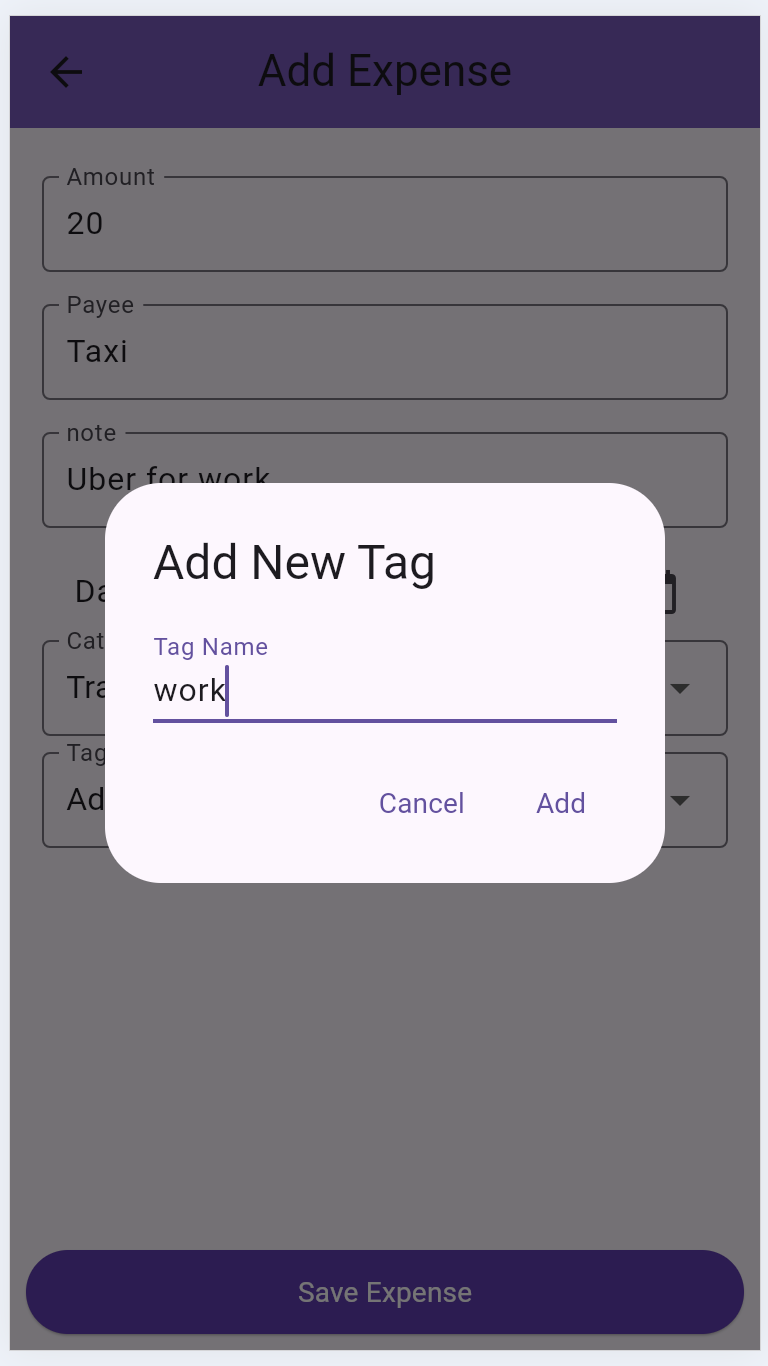 Add Expense
Amount
20
Payee
Taxi
note
Uber for work
Add New Tag
Da
Cat
Tag Name
Tra
work
Tag
Ad
Cancel
Add
Save Expense